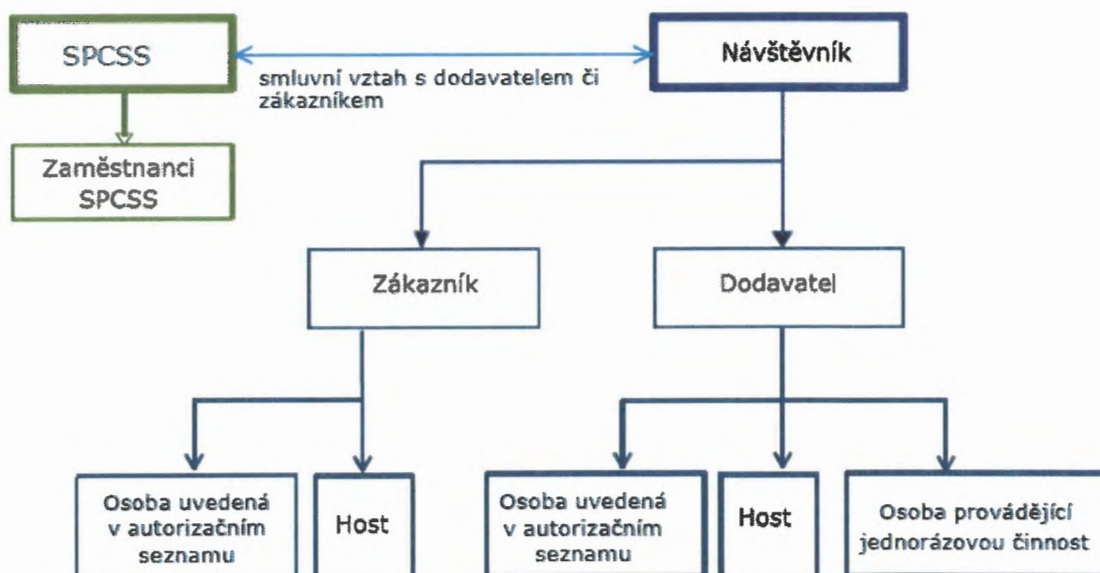 SPCSS
Návštěvník
smluvní vztah s dodavatelem či
zákazníkem
Zaměstnanci
SPCSS
Zákazník
Dodavatel
Osoba uvedená
v autorizačním
seznamu
Host
Osoba uvedená
v autorizačním
seznamu
Host
Osoba provádějící
jednorázovou činnost